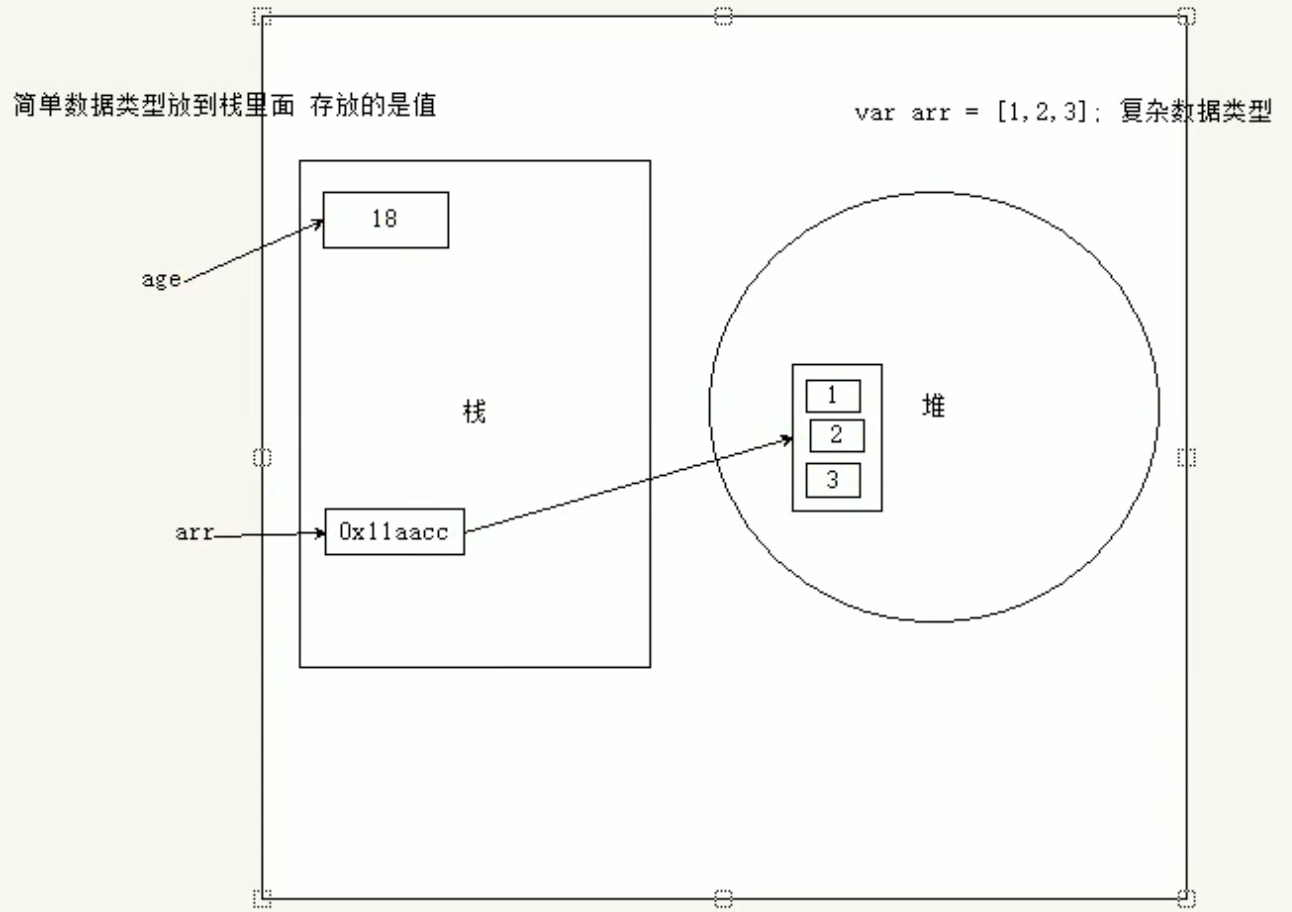 简单数据类型放到栈里面 存放的是值
var arr = [1,2,3]; 复杂数据类型
18
age
1
栈
堆
2
3
arr
0x11aacc